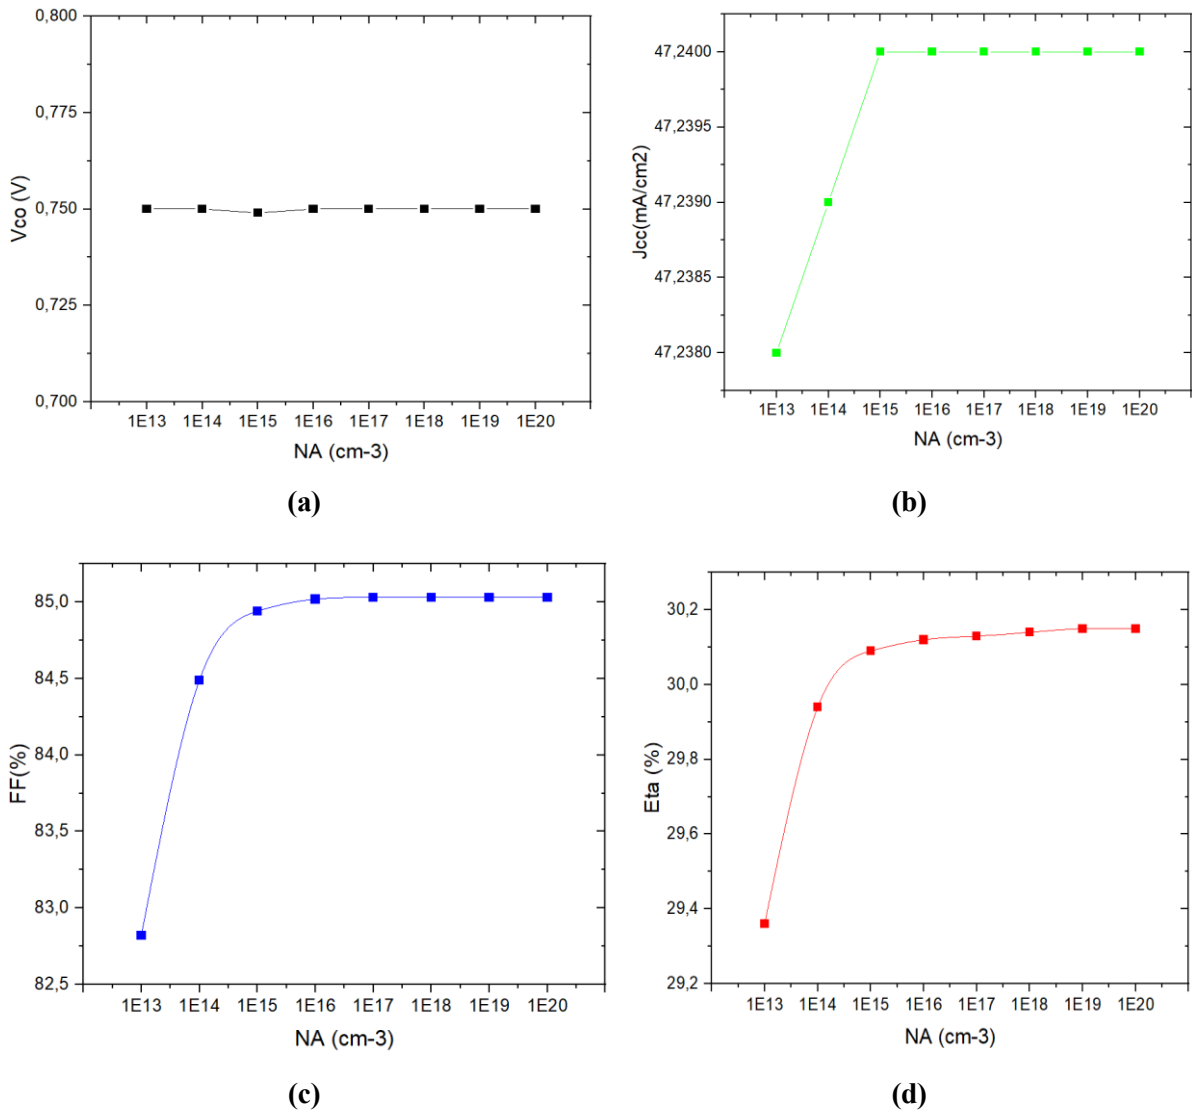 0,800
0,775
0,750
0,725
0,700
Vco (V)
1E13 1E14 1E15 1E16 1E17 1E18 1E19 1E20
NA (cm-3)
(a)
47,2400
47,2395
47,2390
47,2385
47,2380
Jcc(mA/cm2)
1E13 1E14 1E15 1E16 1E17 1E18 1E19 1E20
NA (cm-3)
(b)
85,0
84,5
84,0
83,5
83,0
82,5
FF(%)
1E13 1E14 1E15 1E16 1E17 1E18 1E19 1E20
NA (cm-3)
(c)
30,2
30,0
29,8
29,6
29,4
29,2
Eta (%)
1E13 1E14 1E15 1E16 1E17 1E18 1E19 1E20
NA (cm-3)
(d)